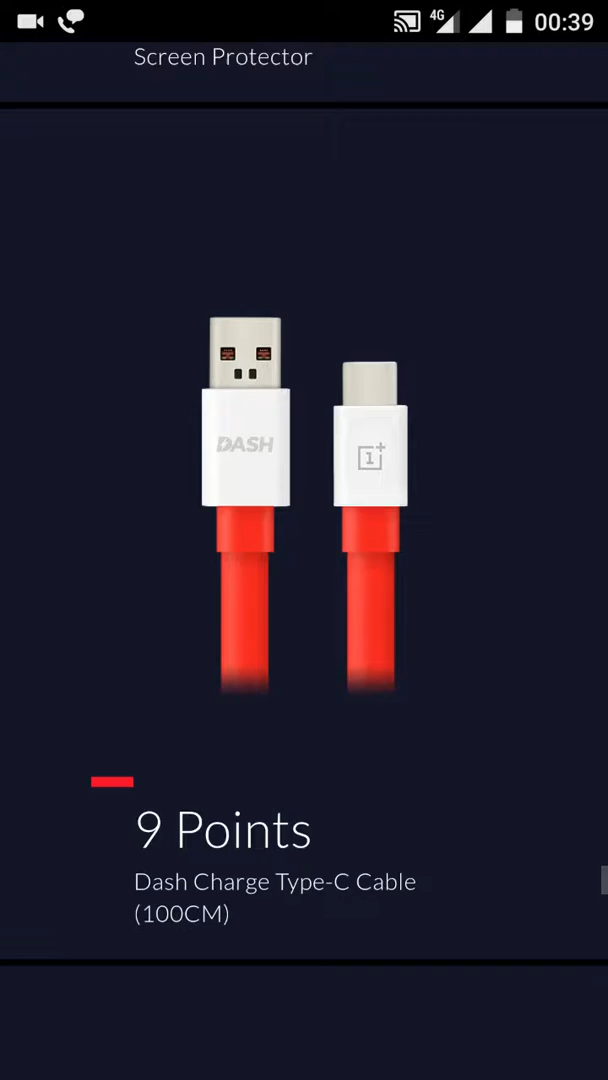 4G
00:39
Screen Protector
DASH
1+
9 Points
Dash Charge Type-C Cable
(100CM)